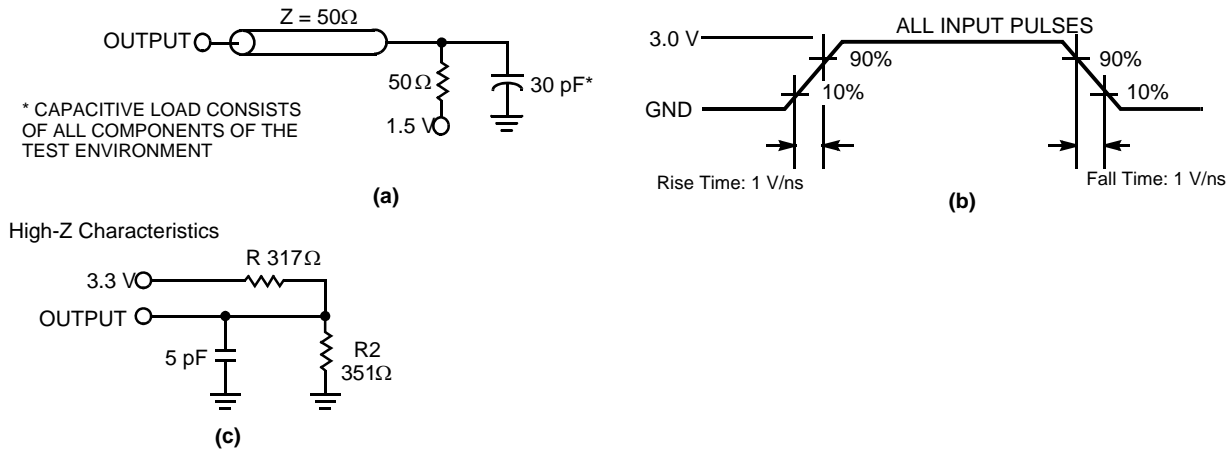 Z = 50Ω
OUTPUT
50Ω
30 pF*
1.5 V
* CAPACITIVE LOAD CONSISTS
OF ALL COMPONENTS OF THE
TEST ENVIRONMENT
(a)
ALL INPUT PULSES
3.0 V
90%
90%
10%
10%
GND
Rise Time: 1 V/ns
Fall Time: 1 V/ns
(b)
High-Z Characteristics
R 317Ω
3.3 V
OUTPUT
5 pF
R2
351Ω
(c)